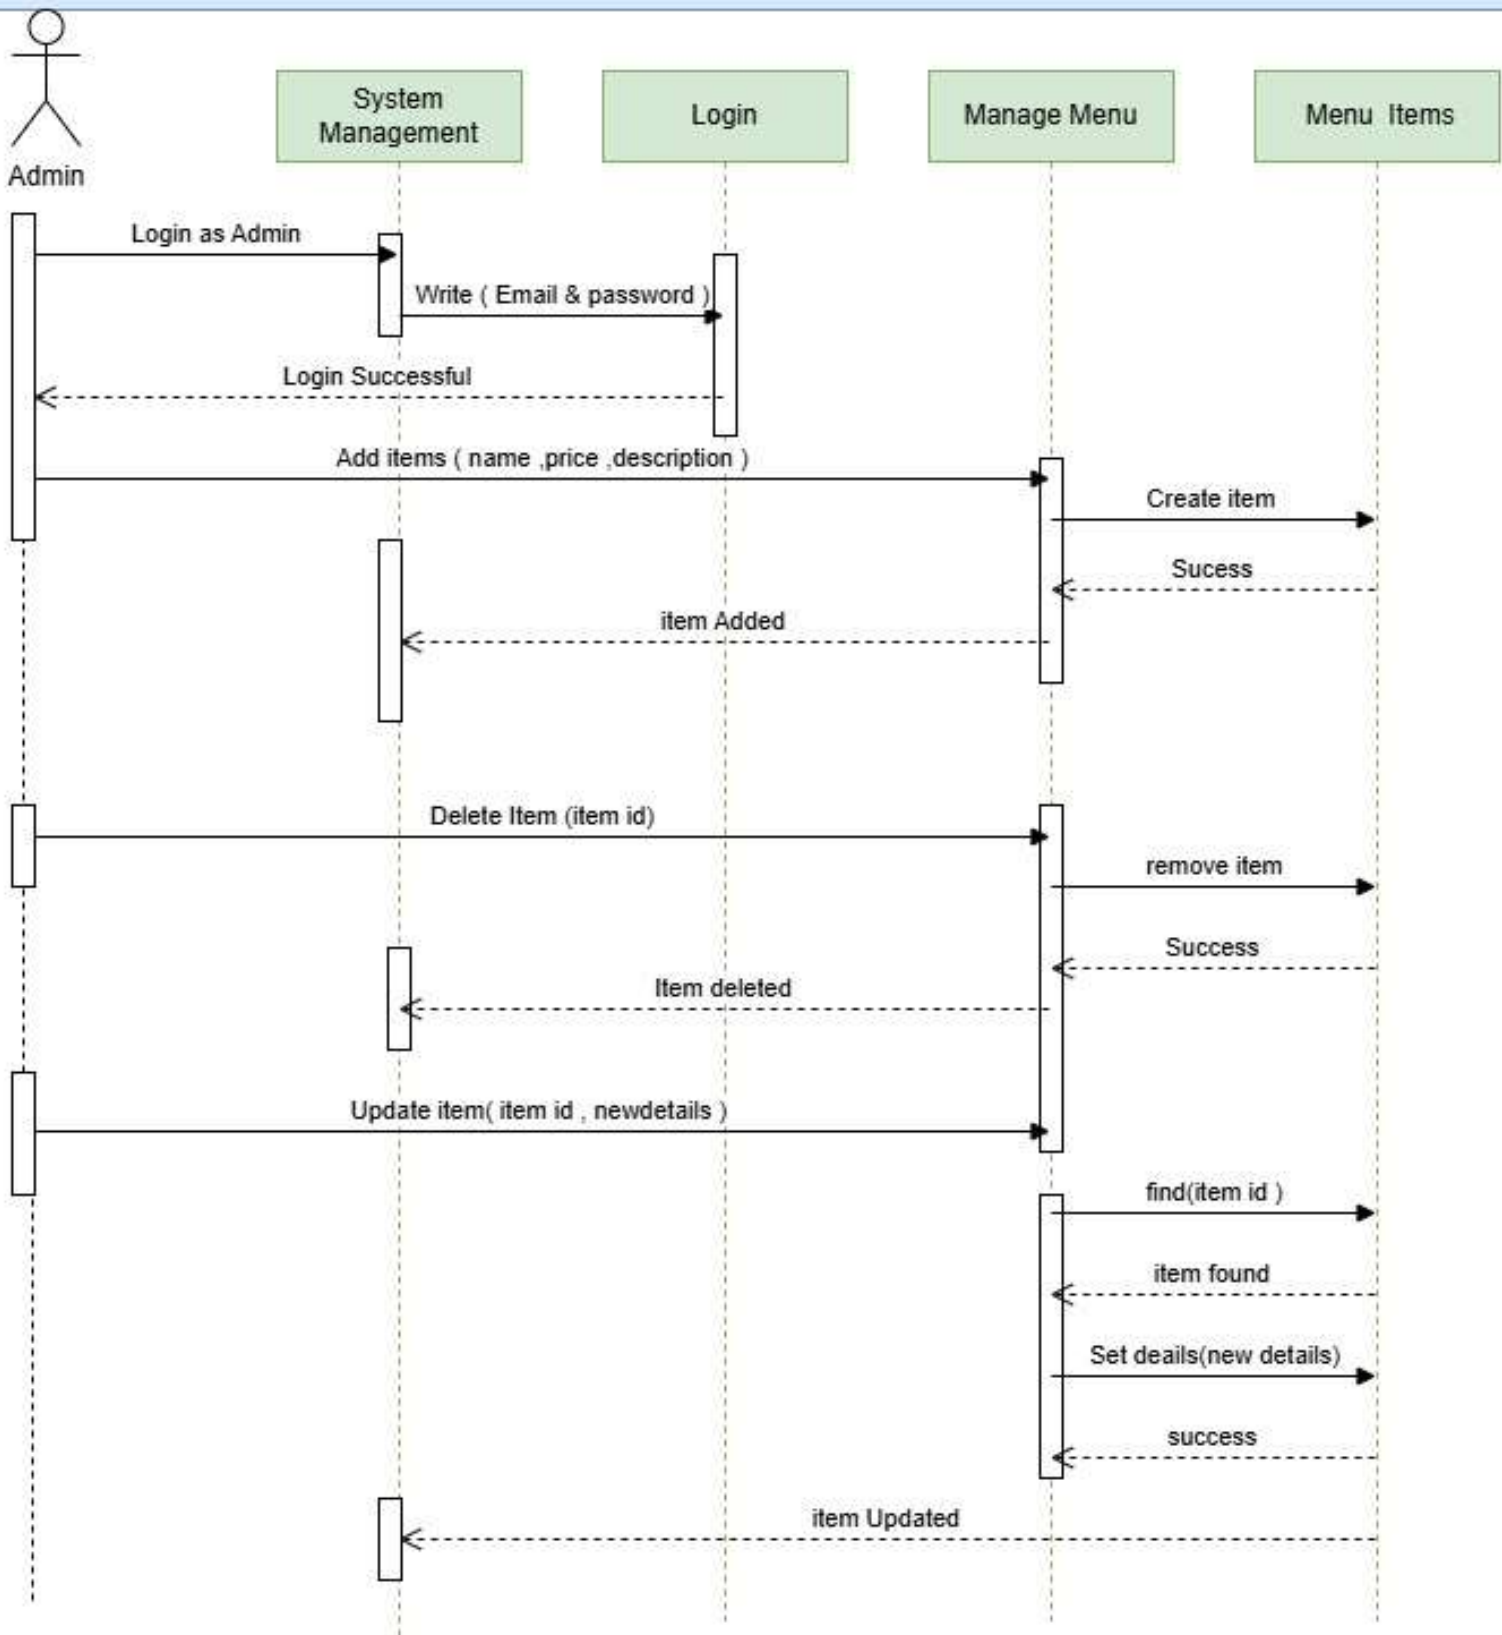 System
Management
Login
Manage Menu
Menu Items
Admin
Login as Admin
Write ( Email & password )
Login Successful
Add items ( name ,price ,description )
Create item
Sucess
item Added
Delete Item (item id)
remove item
Success
Item deleted
Update item( item id , newdetails )
find(item id )
item found
Set deails(new details)
success
item Updated